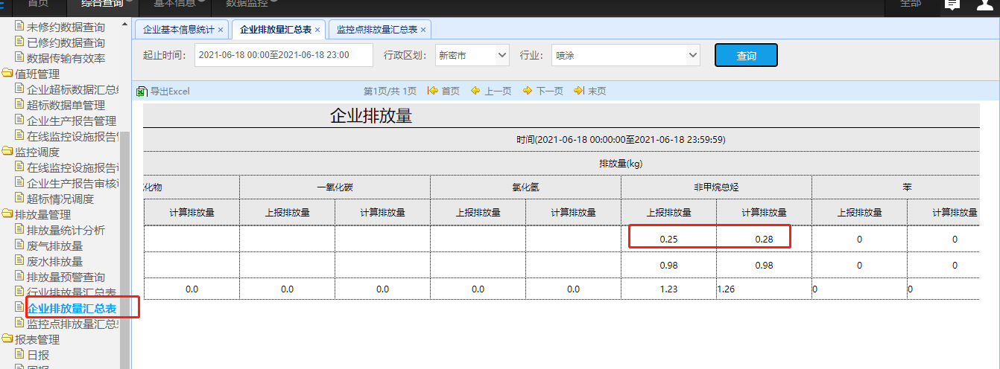 首页 综合查询 基本信息 数据监控 全部
未修约数据查询
已修约数据查询
数据传输有效率
值班管理
企业超标数据汇总
超标数据单管理
企业生产报告管理
在线监控设施报告
监控调度
在线监控设施报告
企业生产报告审核
超标情况调度
排放量管理
排放量统计分析
废气排放量
废水排放量
排放量预警查询
行业排放量汇总表
企业排放量汇总表
监控点排放量汇总
报表管理
日报
周报
企业基本信息统计 × 企业排放量汇总表 × 监控点排放量汇总表 ×
起止时间： 2021-06-18 00:00至2021-06-18 23:00 行政区划： 新密市 行业： 喷涂 查询
导出Excel 第1页/共 1页 首页 上一页 下一页 末页
企业排放量
时间(2021-06-18 00:00:00至2021-06-18 23:59:59)
排放量(kg)
化物 一氧化碳 氯化氢 非甲烷总烃 苯
计算排放量 上报排放量 计算排放量 上报排放量 计算排放量 上报排放量 计算排放量 上报排放量 计算排放量
0.25 0.28 0 0
0.98 0.98 0 0
0.0 0.0 0.0 0.0 0.0 1.23 1.26 0 0